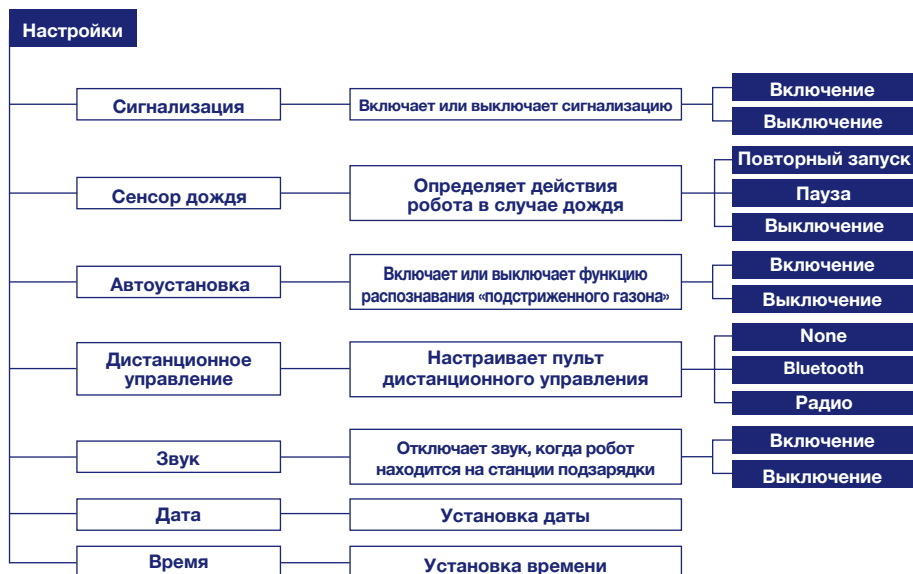 Настройки
Сигнализация
Включает или выключает сигнализацию
Включение
Выключение
Сенсор дождя
Определяет действия
робота в случае дождя
Повторный запуск
Пауза
Выключение
Автоустановка
Включает или выключает функцию
распознавания «подстриженного газона»
Включение
Выключение
Дистанционное
управление
Настраивает пульт
дистанционного управления
None
Bluetooth
Радио
Звук
Отключает звук, когда робот
находится на станции подзарядки
Включение
Выключение
Дата
Установка даты
Время
Установка времени